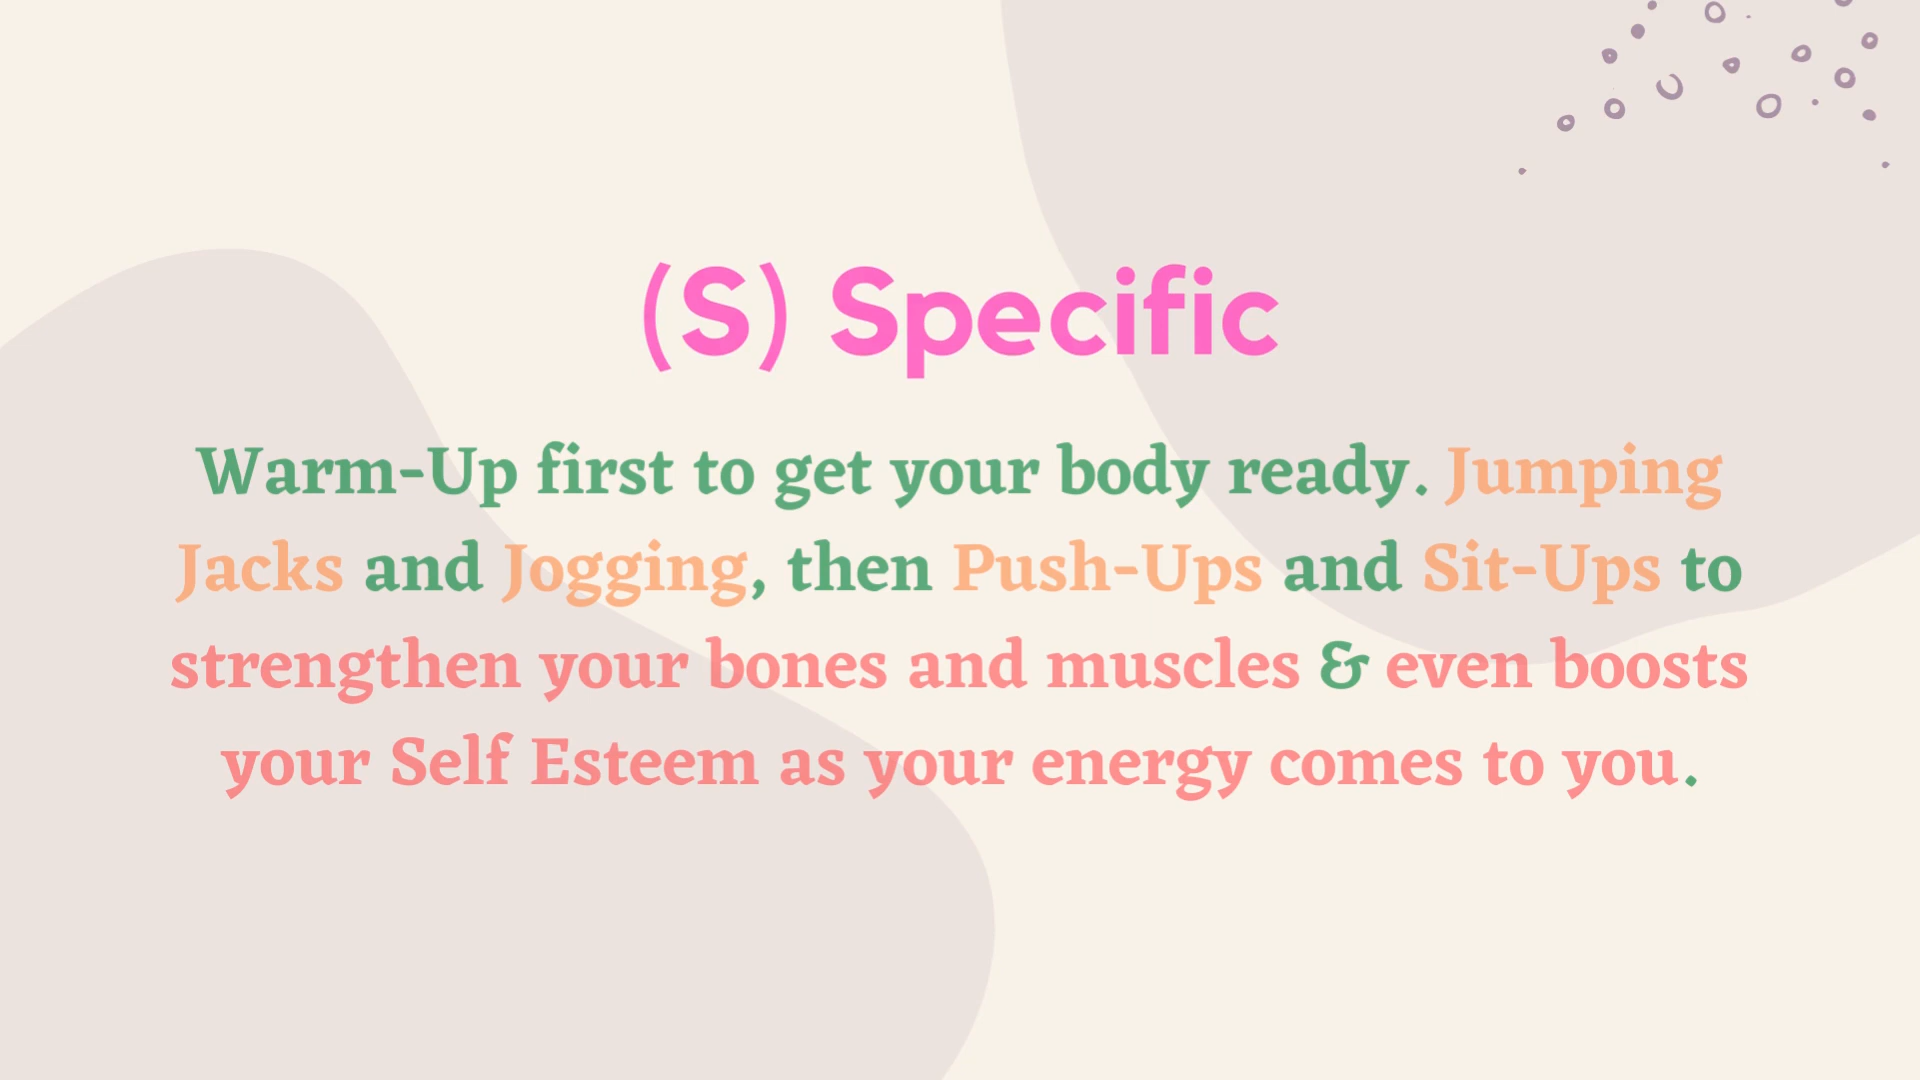 (S) Specific
Warm-Up first to get your body ready. Jumping
Jacks and Jogging, then Push-Ups and Sit-Ups to
strengthen your bones and muscles & even boosts
your Self Esteem as your energy comes to you.